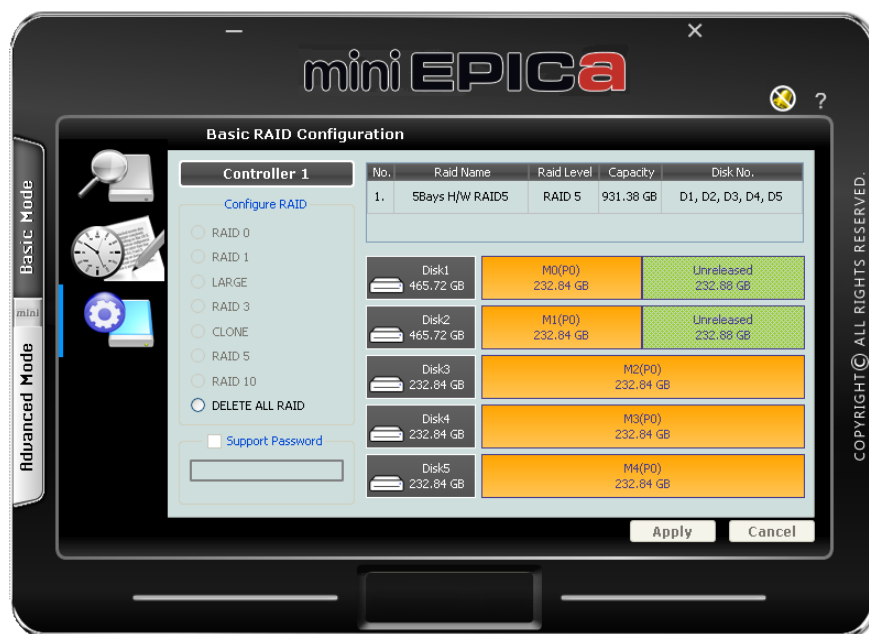 mini EPICa
?
Basic RAID Configuration
Basic Mode
mini
Advanced Mode
Controller 1
Configure RAID
RAID 0
RAID 1
LARGE
RAID 3
CLONE
RAID 5
RAID 10
DELETE ALL RAID
Support Password
No. Raid Name Raid Level Capacity Disk No.
1. 5Bays H/W RAID5 RAID 5 931.38 GB D1, D2, D3, D4, D5
Disk1
465.72 GB
M0(P0)
232.84 GB
Unreleased
232.88 GB
Disk2
465.72 GB
M1(P0)
232.84 GB
Unreleased
232.88 GB
Disk3
232.84 GB
M2(P0)
232.84 GB
Disk4
232.84 GB
M3(P0)
232.84 GB
Disk5
232.84 GB
M4(P0)
232.84 GB
Apply Cancel
COPYRIGHT© ALL RIGHTS RESERVED.